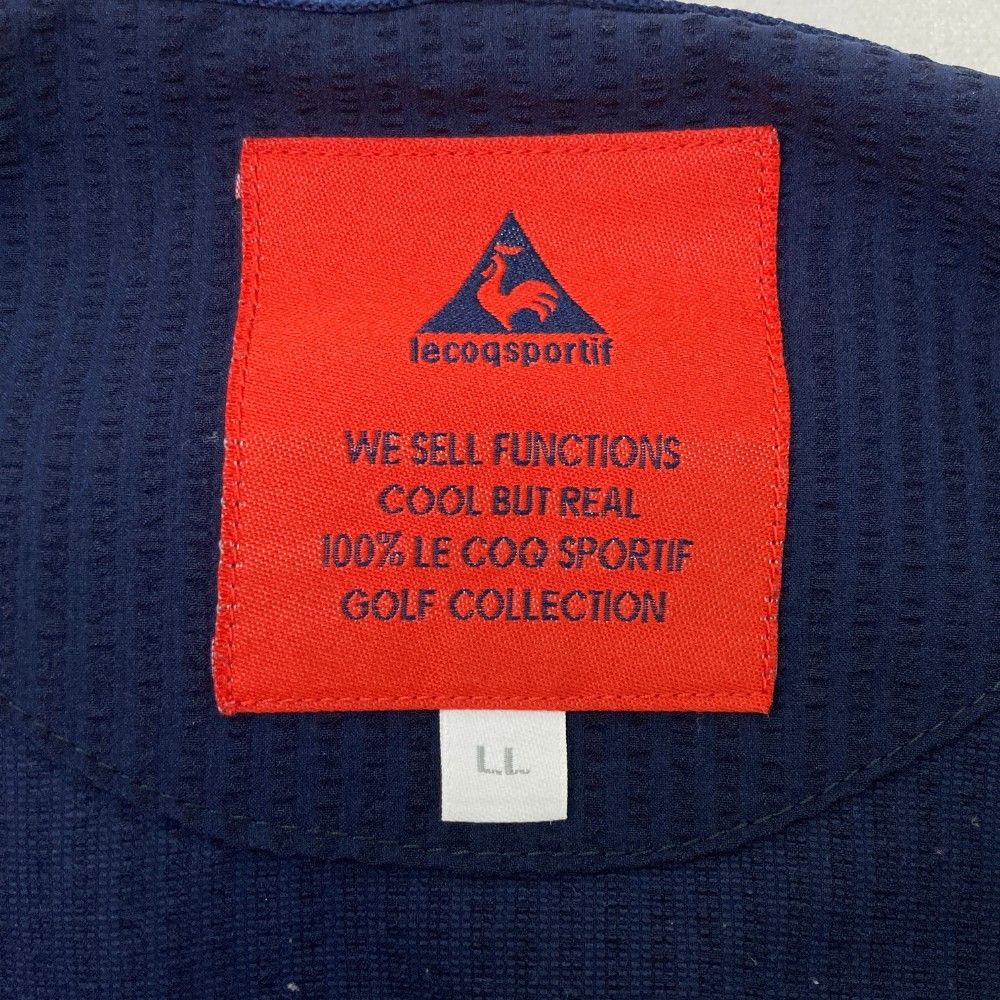 lecoqsportif
WE SELL FUNCTIONS
COOL BUT REAL
100% LE COQ SPORTIF
GOLF COLLECTION
LL